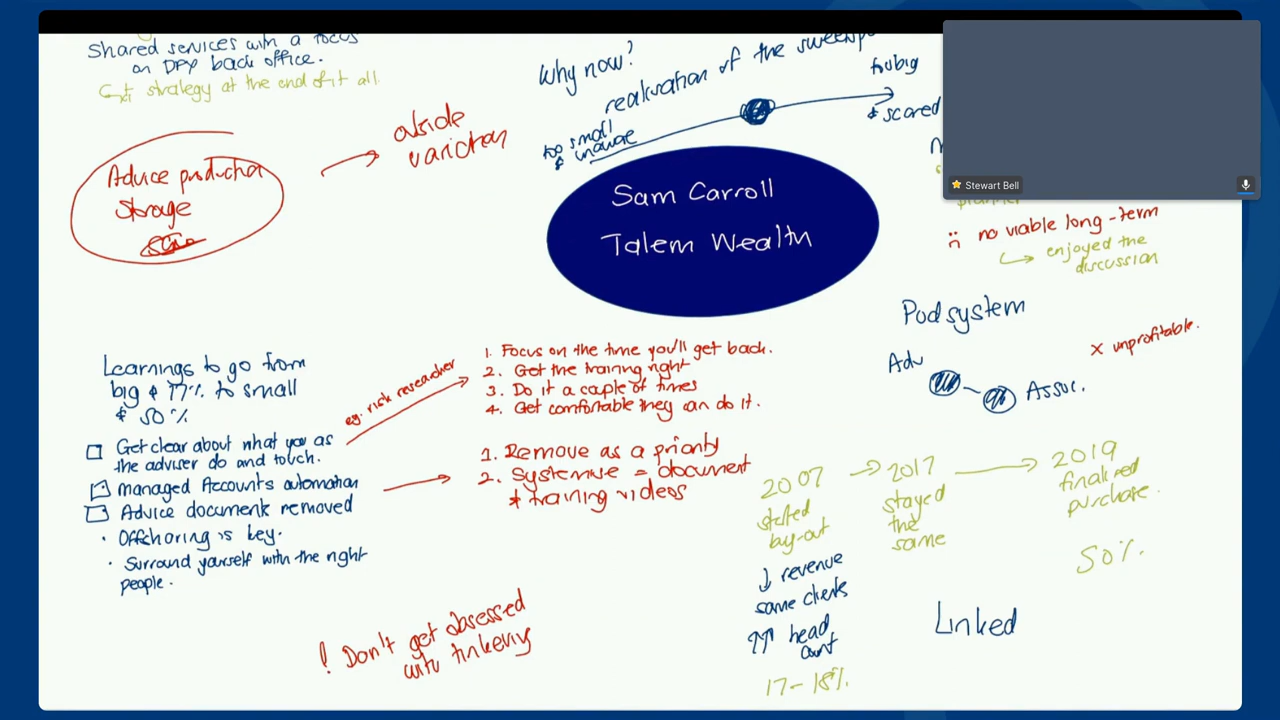 Shared services with a focus
on DPF back office.
strategy at the end of it all.
Advice production
Storage
outside
Why now?
realisation of the
too small
& unaware
too big
& scared
Sam Carroll
Talem Wealth
Stewart Bell
no viable long-term
enjoyed the
discussion
Pod system
Adv
Assoc.
x unprofitable.
Learnings to go from
big & 17% to small
& 50%
Get clear about what you as
the adviser do and touch.
Managed Accounts automation
Advice document removed
• Offshoring is key.
• Surround yourself with the right
people.
eg. risk researcher
1. Focus on the time you'll get back.
2. Get the training right
3. Do it a couple of times
4. Get comfortable they can do it.
1. Remove as a priority
2. Systemise = document
& training videos
! Don't get obsessed
with tinkering
2007
started
buy-out
↓ revenue
same clients
↑↑ head
count
17-18%
2017
stayed
the
same
2019
finalised
purchase.
50%.
Linked